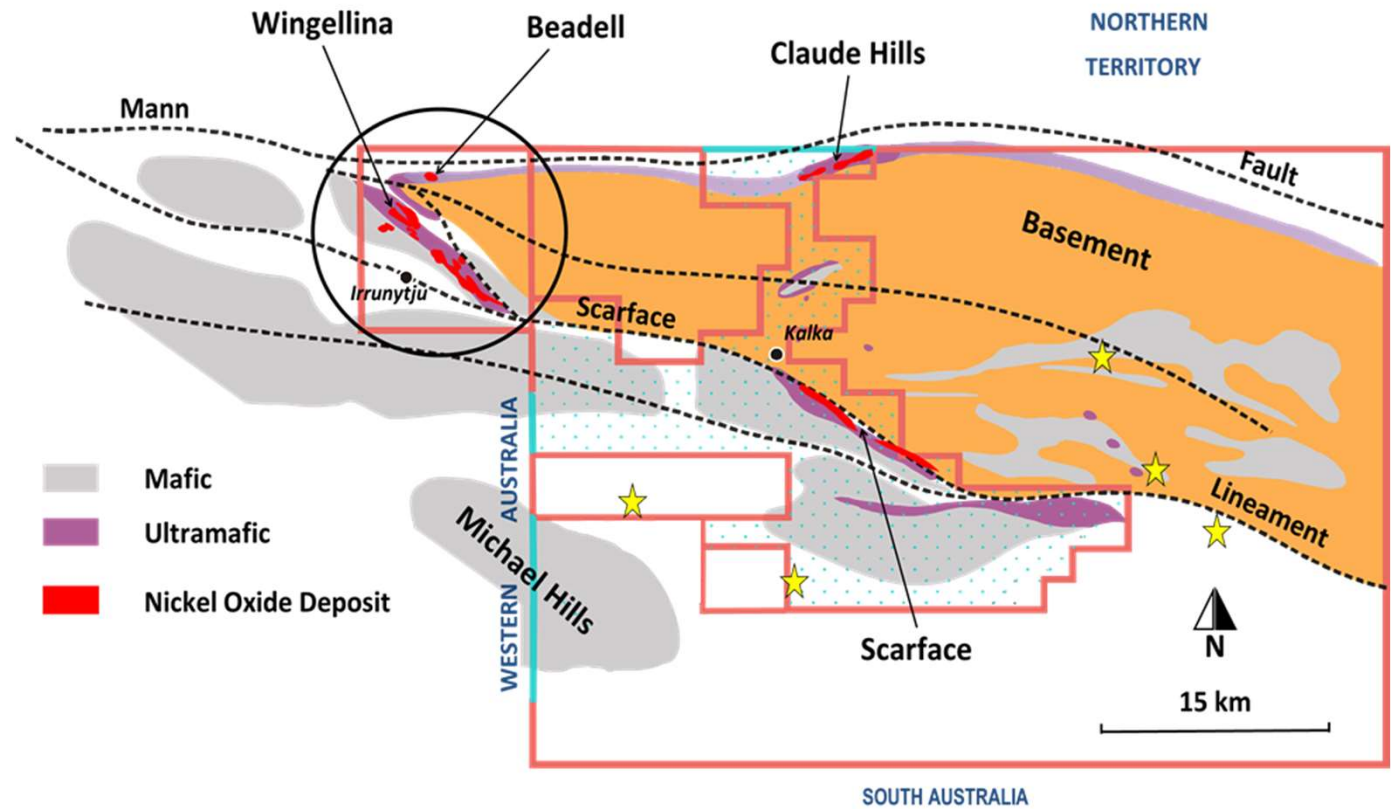 Wingellina
Beadell
NORTHERN
TERRITORY
Claude Hills
Mann
Fault
Basement
Irrunytju
Scarface
Kalka
WESTERN AUSTRALIA
Mafic
Ultramafic
Nickel Oxide Deposit
Michael Hills
Lineament
Scarface
N
15 km
SOUTH AUSTRALIA